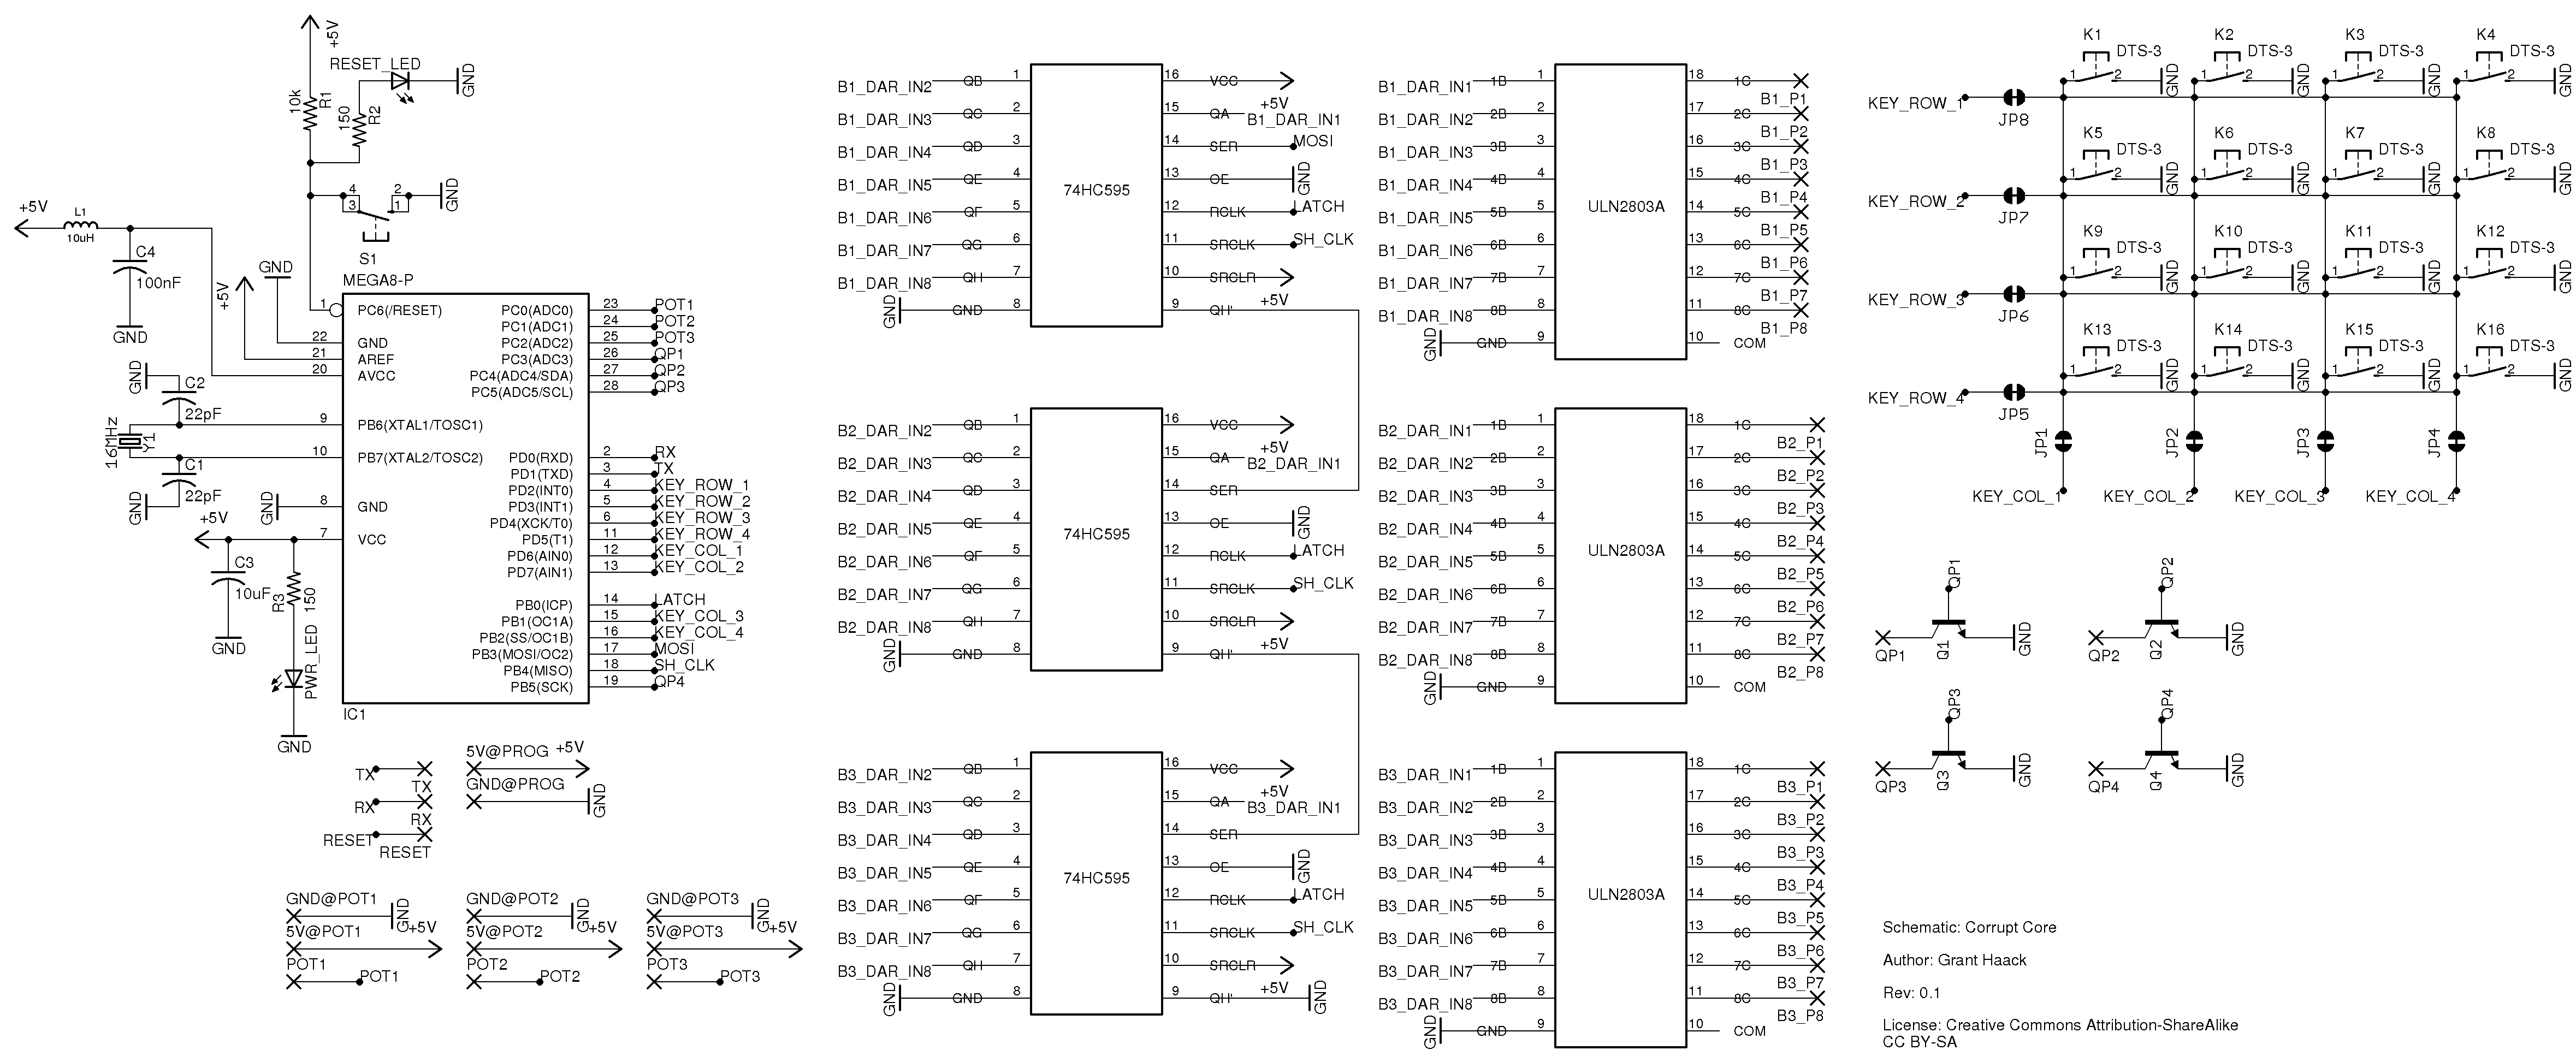 +5V
RESET_LED
GND
10k
R1
150
R2
4
2
3
1
GND
S1
+5V
L1
10uH
C4
100nF
GND
+5V
GND
MEGA8-P
1 PC6(/RESET)
22 GND
21 AREF
20 AVCC
9 PB6(XTAL1/TOSC1)
10 PB7(XTAL2/TOSC2)
8 GND
7 VCC
PC0(ADC0) 23 POT1
PC1(ADC1) 24 POT2
PC2(ADC2) 25 POT3
PC3(ADC3) 26 QP1
PC4(ADC4/SDA) 27 QP2
PC5(ADC5/SCL) 28 QP3
PD0(RXD) 2 RX
PD1(TXD) 3 TX
PD2(INT0) 4 KEY_ROW_1
PD3(INT1) 5 KEY_ROW_2
PD4(XCK/T0) 6 KEY_ROW_3
PD5(T1) 11 KEY_ROW_4
PD6(AIN0) 12 KEY_COL_1
PD7(AIN1) 13 KEY_COL_2
PB0(ICP) 14 LATCH
PB1(OC1A) 15 KEY_COL_3
PB2(SS/OC1B) 16 KEY_COL_4
PB3(MOSI/OC2) 17 MOSI
PB4(MISO) 18 SH_CLK
PB5(SCK) 19 QP4
IC1
GND
C2
22pF
16MHz
Y1
C1
22pF
GND
GND
+5V
C3
10uF
GND
R3
150
PWR_LED
GND
TX
TX
RX
RX
RESET
RESET
5V@PROG +5V
GND@PROG
GND
GND@POT1
GND
5V@POT1 +5V
POT1
POT1
GND@POT2
GND
5V@POT2 +5V
POT2
POT2
GND@POT3
GND
5V@POT3 +5V
POT3
POT3
74HC595
B1_DAR_IN2 QB 1
B1_DAR_IN3 QC 2
B1_DAR_IN4 QD 3
B1_DAR_IN5 QE 4
B1_DAR_IN6 QF 5
B1_DAR_IN7 QG 6
B1_DAR_IN8 QH 7
GND GND 8
16 VCC +5V
15 QA B1_DAR_IN1
14 SER MOSI
13 OE GND
12 RCLK LATCH
11 SRCLK SH_CLK
10 SRCLR +5V
9 QH'
74HC595
B2_DAR_IN2 QB 1
B2_DAR_IN3 QC 2
B2_DAR_IN4 QD 3
B2_DAR_IN5 QE 4
B2_DAR_IN6 QF 5
B2_DAR_IN7 QG 6
B2_DAR_IN8 QH 7
GND GND 8
16 VCC +5V
15 QA B2_DAR_IN1
14 SER
13 OE GND
12 RCLK LATCH
11 SRCLK SH_CLK
10 SRCLR +5V
9 QH'
74HC595
B3_DAR_IN2 QB 1
B3_DAR_IN3 QC 2
B3_DAR_IN4 QD 3
B3_DAR_IN5 QE 4
B3_DAR_IN6 QF 5
B3_DAR_IN7 QG 6
B3_DAR_IN8 QH 7
GND GND 8
16 VCC +5V
15 QA B3_DAR_IN1
14 SER
13 OE GND
12 RCLK LATCH
11 SRCLK SH_CLK
10 SRCLR +5V
9 QH' GND
ULN2803A
B1_DAR_IN1 1B 1
B1_DAR_IN2 2B 2
B1_DAR_IN3 3B 3
B1_DAR_IN4 4B 4
B1_DAR_IN5 5B 5
B1_DAR_IN6 6B 6
B1_DAR_IN7 7B 7
B1_DAR_IN8 8B 8
GND GND 9
18 1C B1_P1
17 2C B1_P2
16 3C B1_P3
15 4C B1_P4
14 5C B1_P5
13 6C B1_P6
12 7C B1_P7
11 8C B1_P8
10 COM
ULN2803A
B2_DAR_IN1 1B 1
B2_DAR_IN2 2B 2
B2_DAR_IN3 3B 3
B2_DAR_IN4 4B 4
B2_DAR_IN5 5B 5
B2_DAR_IN6 6B 6
B2_DAR_IN7 7B 7
B2_DAR_IN8 8B 8
GND GND 9
18 1C B2_P1
17 2C B2_P2
16 3C B2_P3
15 4C B2_P4
14 5C B2_P5
13 6C B2_P6
12 7C B2_P7
11 8C B2_P8
10 COM
ULN2803A
B3_DAR_IN1 1B 1
B3_DAR_IN2 2B 2
B3_DAR_IN3 3B 3
B3_DAR_IN4 4B 4
B3_DAR_IN5 5B 5
B3_DAR_IN6 6B 6
B3_DAR_IN7 7B 7
B3_DAR_IN8 8B 8
GND GND 9
18 1C B3_P1
17 2C B3_P2
16 3C B3_P3
15 4C B3_P4
14 5C B3_P5
13 6C B3_P6
12 7C B3_P7
11 8C B3_P8
10 COM
K1 K2 K3 K4
DTS-3 DTS-3 DTS-3 DTS-3
1 2 GND 1 2 GND 1 2 GND 1 2 GND
KEY_ROW_1
JP8
K5 K6 K7 K8
DTS-3 DTS-3 DTS-3 DTS-3
1 2 GND 1 2 GND 1 2 GND 1 2 GND
KEY_ROW_2
JP7
K9 K10 K11 K12
DTS-3 DTS-3 DTS-3 DTS-3
1 2 GND 1 2 GND 1 2 GND 1 2 GND
KEY_ROW_3
JP6
K13 K14 K15 K16
DTS-3 DTS-3 DTS-3 DTS-3
1 2 GND 1 2 GND 1 2 GND 1 2 GND
KEY_ROW_4
JP5
JP1 JP2 JP3 JP4
KEY_COL_1 KEY_COL_2 KEY_COL_3 KEY_COL_4
QP1
QP1 Q1 GND
QP2
QP2 Q2 GND
QP3
QP3 Q3 GND
QP4
QP4 Q4 GND
Schematic: Corrupt Core
Author: Grant Haack
Rev: 0.1
License: Creative Commons Attribution-ShareAlike
CC BY-SA